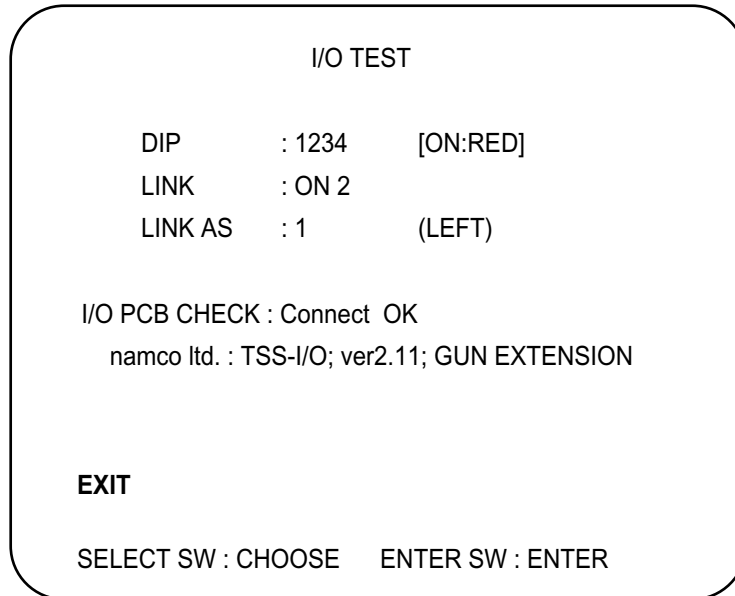 I/O TEST
DIP : 1234 [ON:RED]
LINK : ON 2
LINK AS : 1 (LEFT)
I/O PCB CHECK : Connect OK
namco ltd. : TSS-I/O; ver2.11; GUN EXTENSION
EXIT
SELECT SW : CHOOSE ENTER SW : ENTER